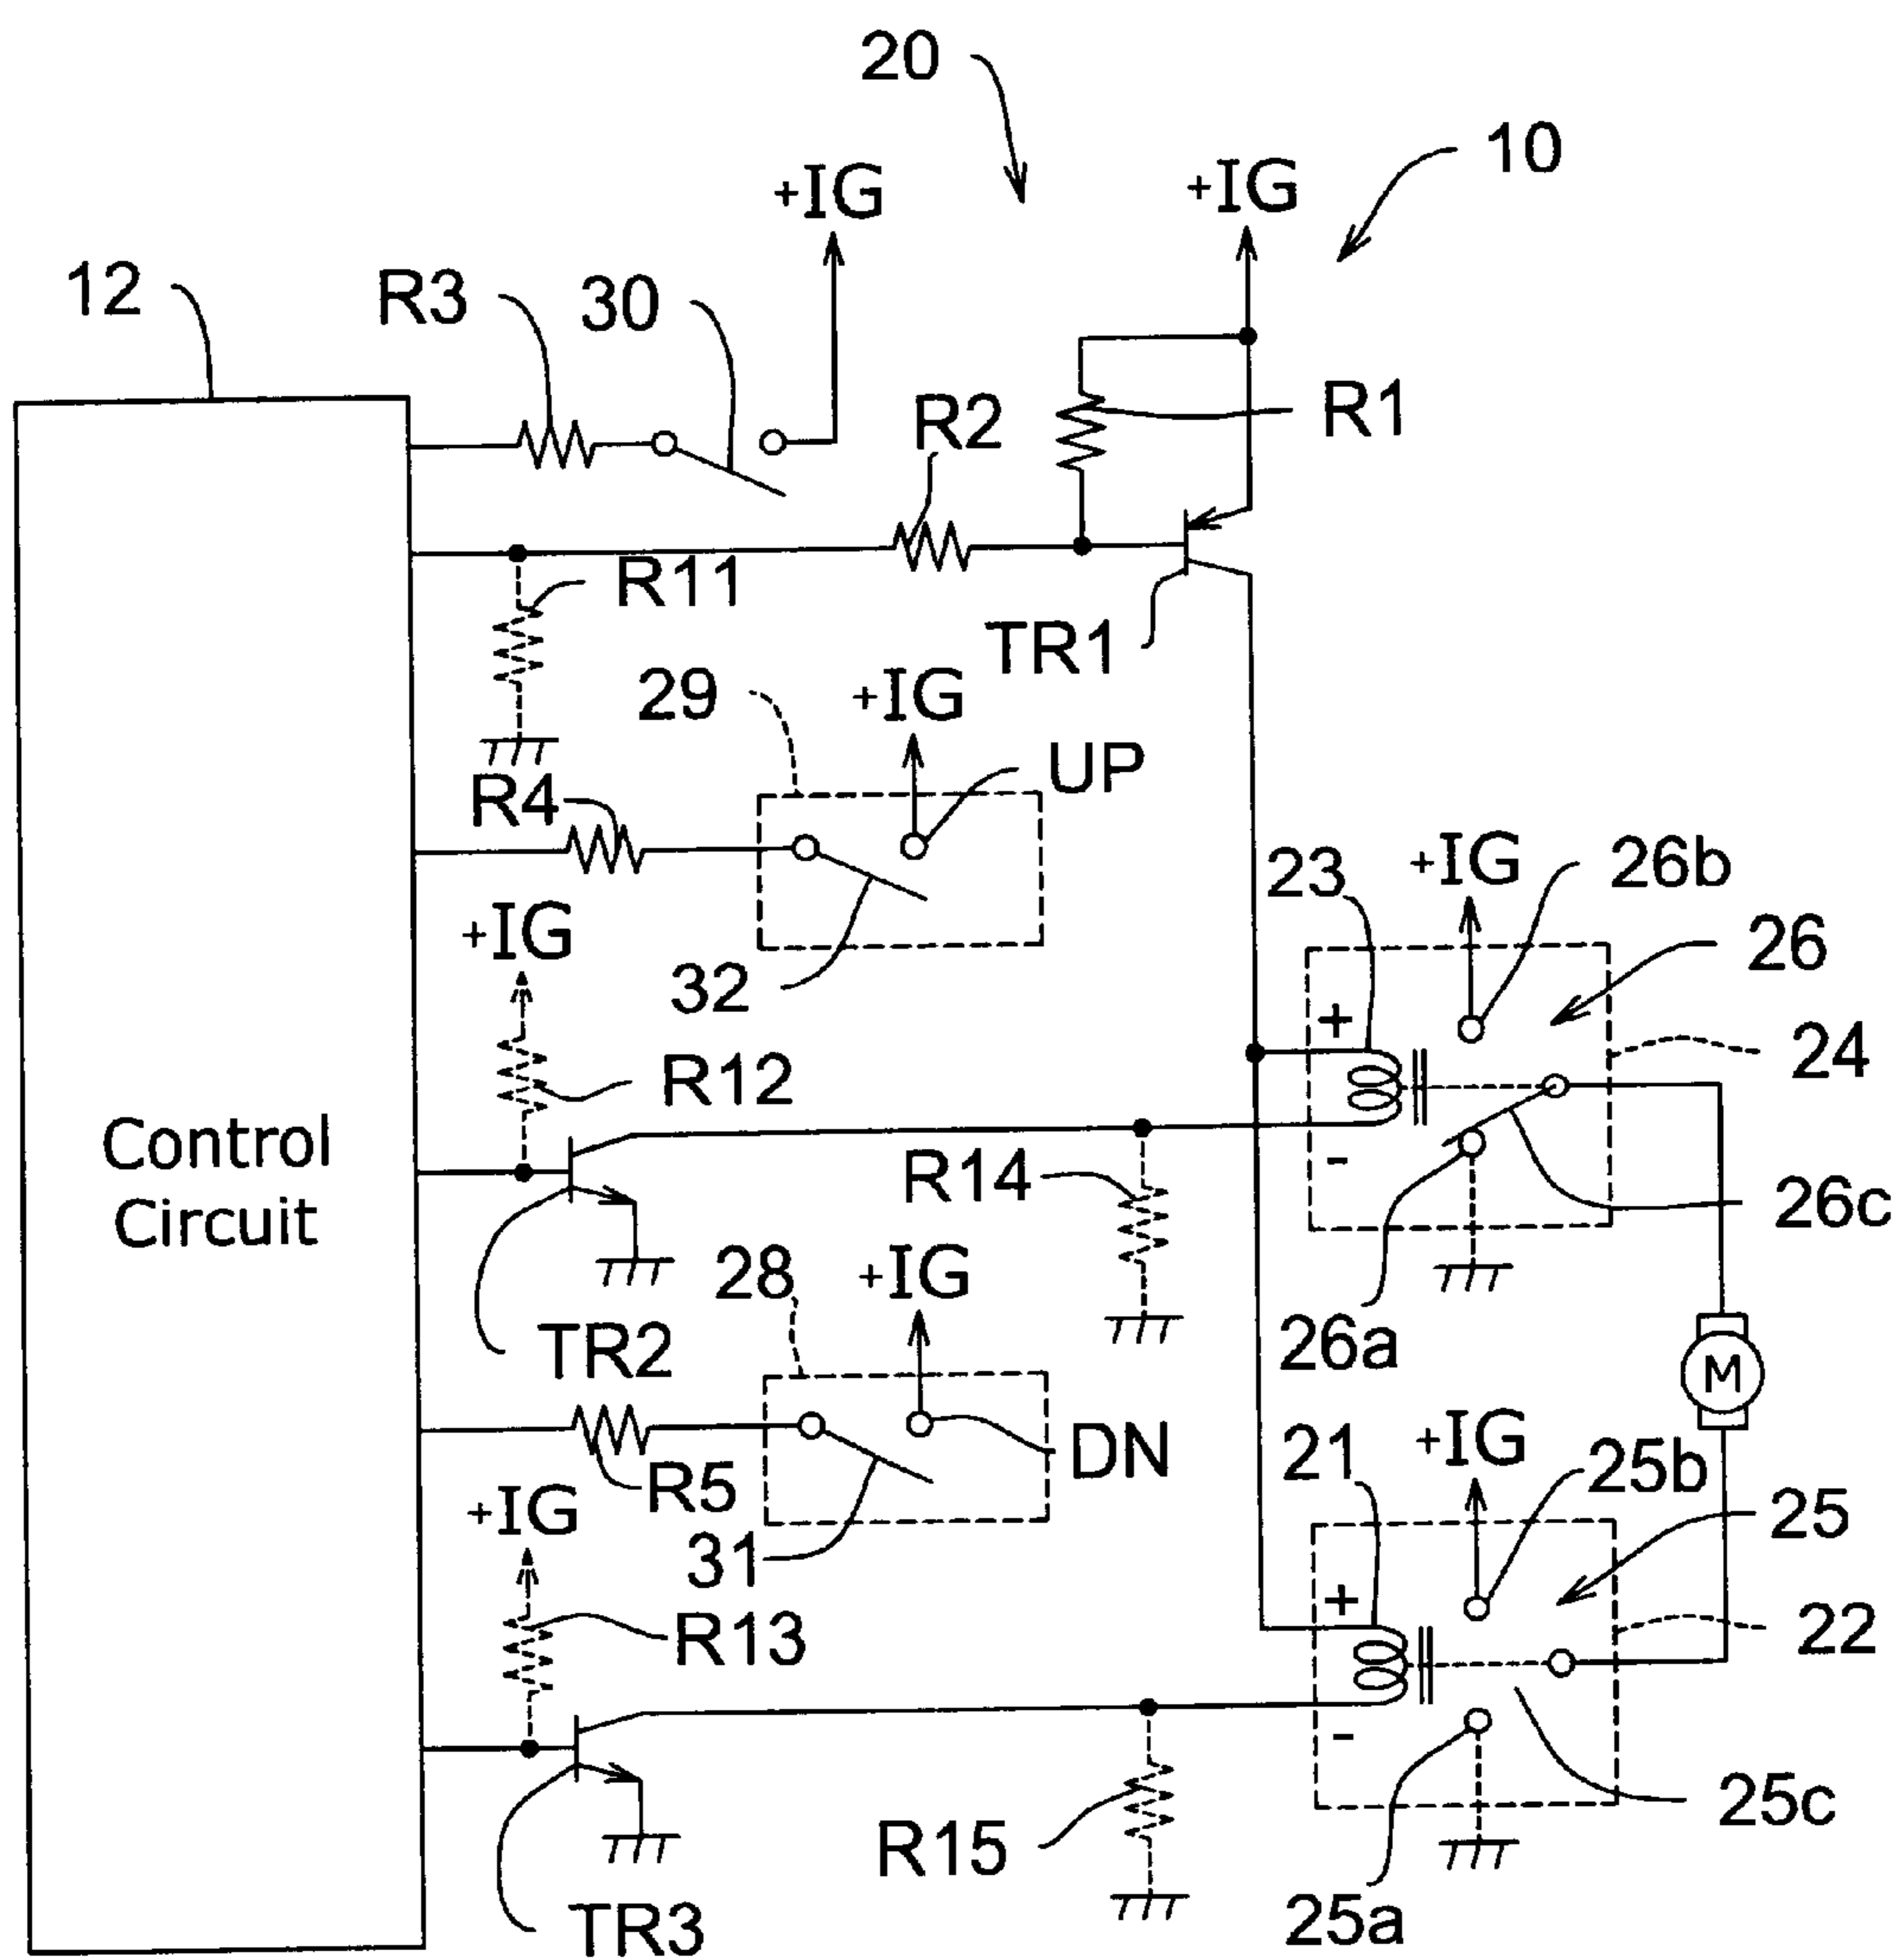 20
10
+IG
+IG
12
R3
30
R1
R2
R11
TR1
29
+IG
UP
R4
23
+IG
26b
+IG
32
26
+
24
R12
Control
Circuit
R14
-
26c
28
+IG
TR2
26a
M
DN
21
+IG
25b
R5
+IG
31
25
+
R13
22
-
R15
25c
TR3
25a